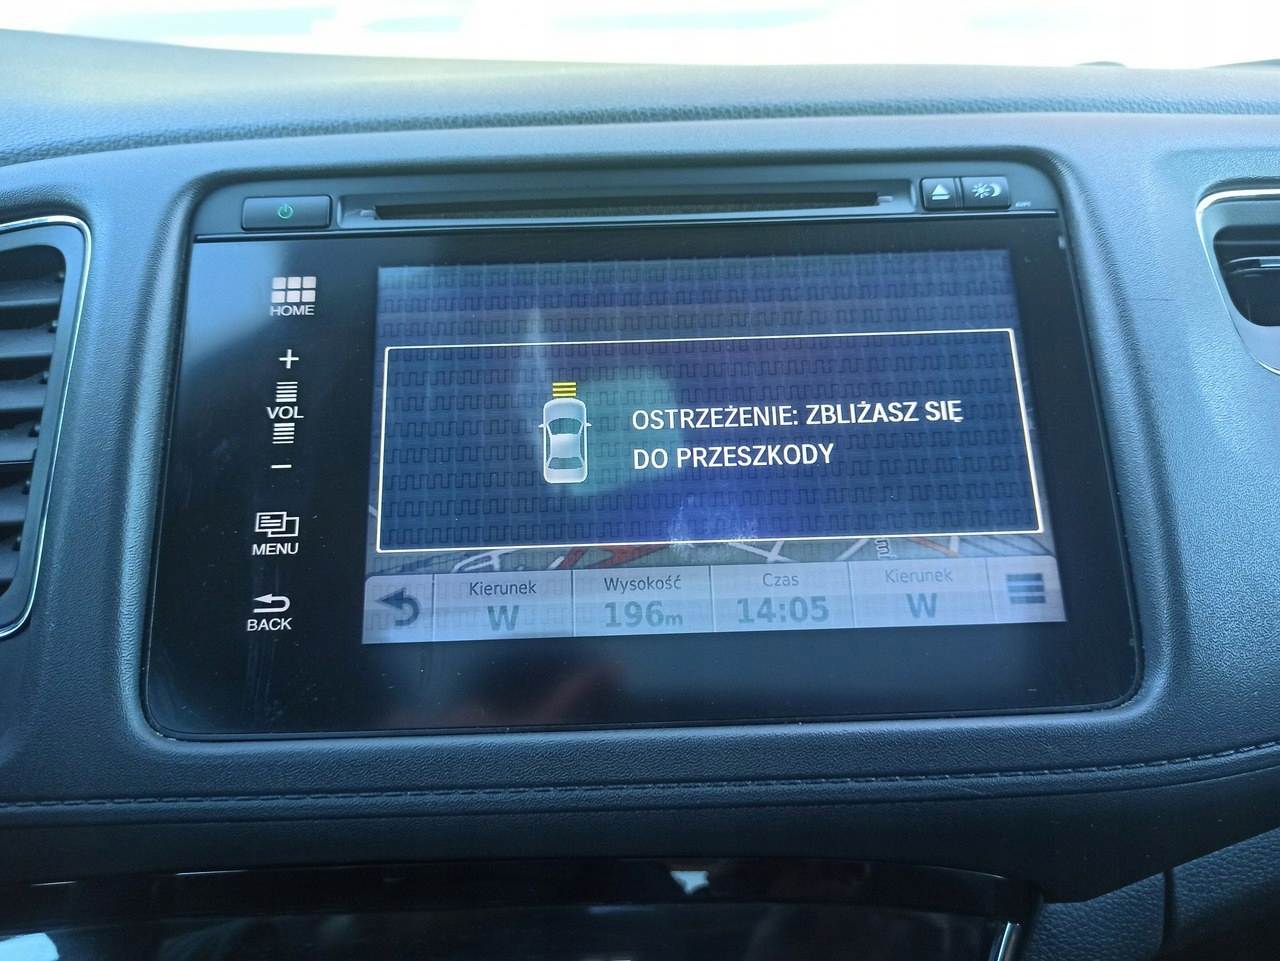 HOME
+
VOL
−
MENU
BACK
OSTRZEŻENIE: ZBLIŻASZ SIĘ
DO PRZESZKODY
Kierunek
W
Wysokość
196m
Czas
14:05
Kierunek
W